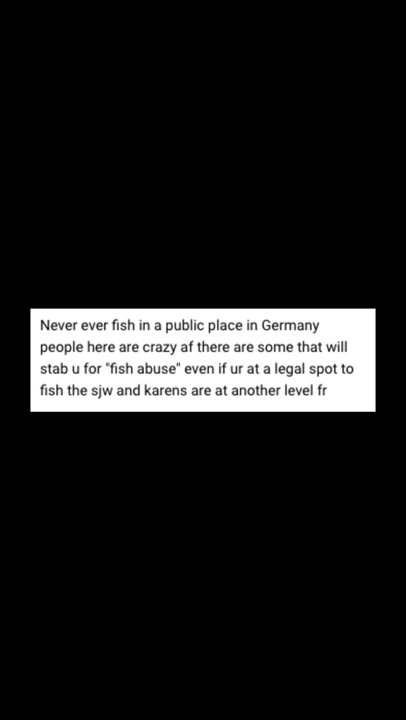 Never ever fish in a public place in Germany
people here are crazy af there are some that will
stab u for "fish abuse" even if ur at a legal spot to
fish the sjw and karens are at another level fr